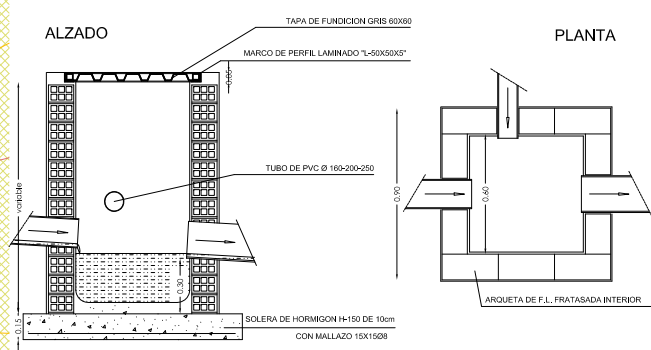 ALZADO
PLANTA
TAPA DE FUNDICION GRIS 60X60
MARCO DE PERFIL LAMINADO "L-50X50X5"
0.05
TUBO DE PVC Ø 160-200-250
variable
0.90
0.60
0.30
ARQUETA DE F.L. FRATASADA INTERIOR
0.15
SOLERA DE HORMIGON H-150 DE 10cm
CON MALLAZO 15X15Ø8